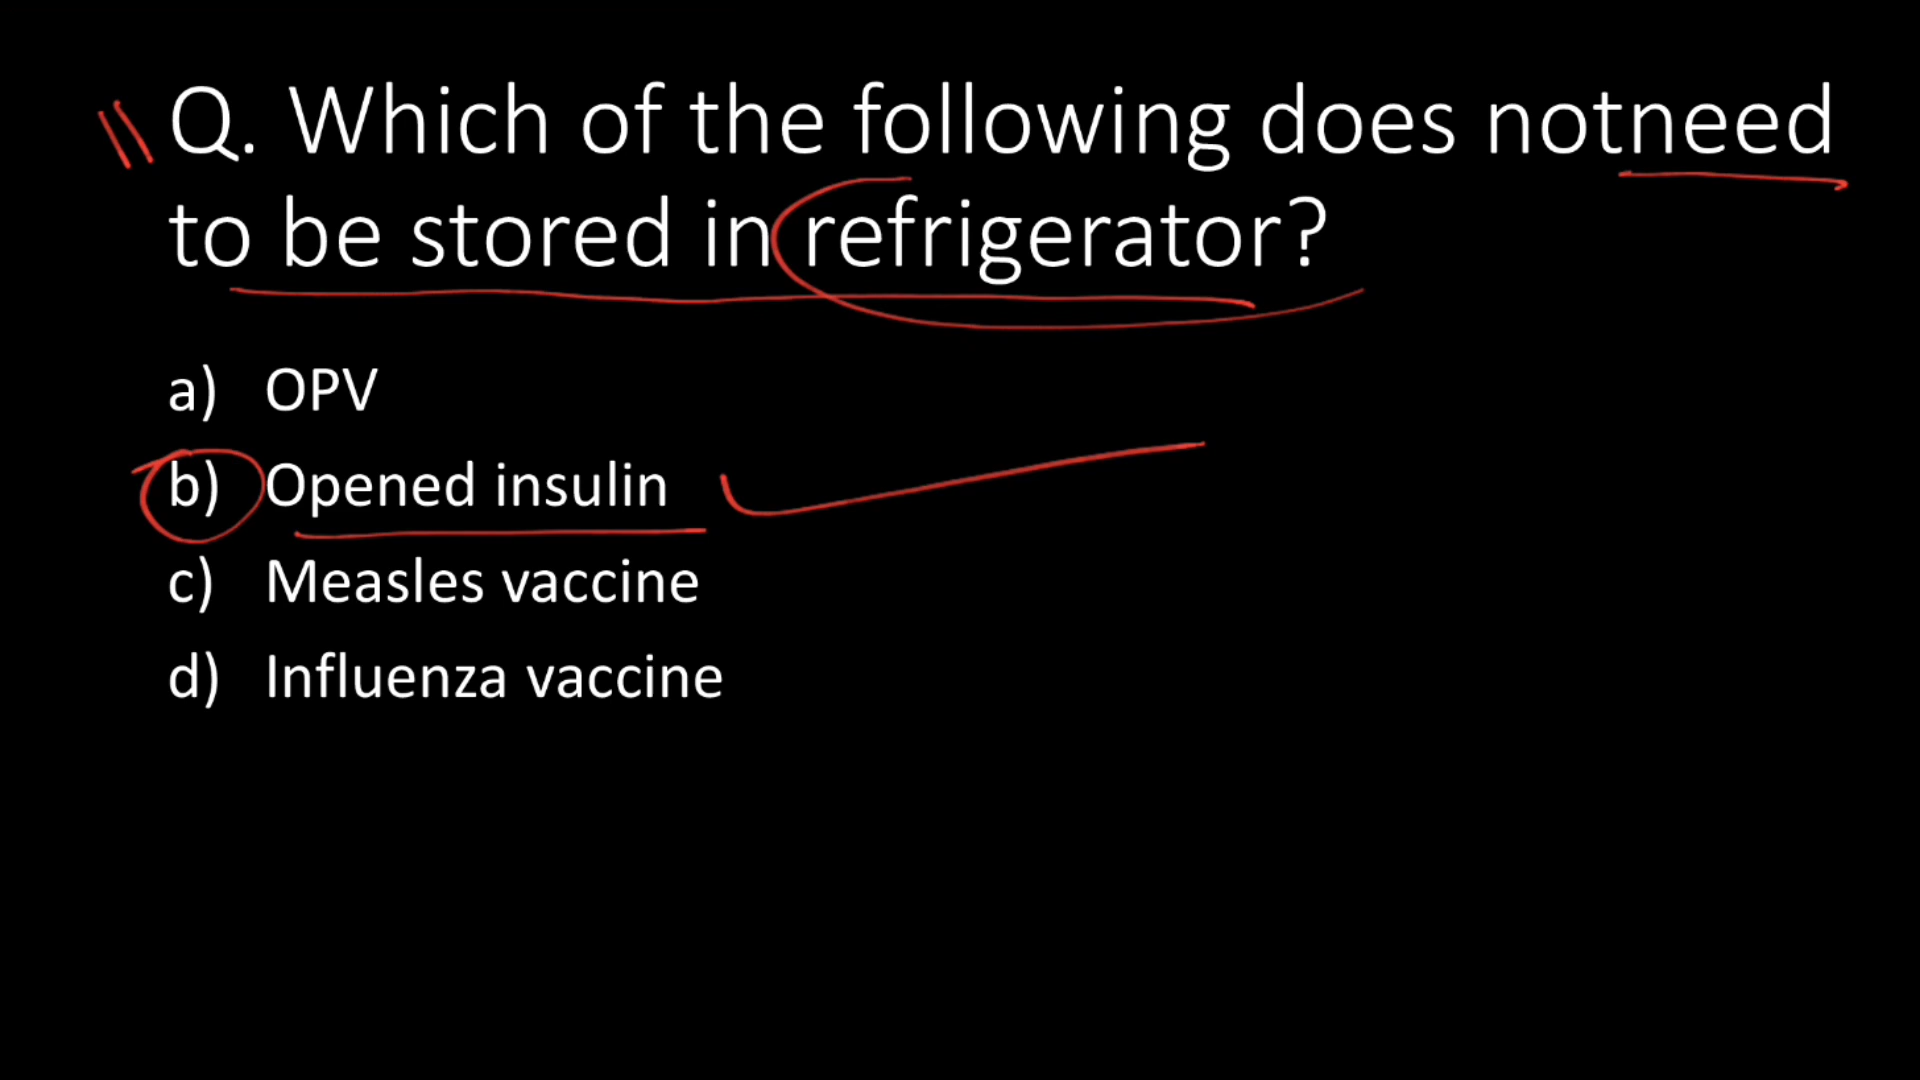 Q. Which of the following does notneed
to be stored in refrigerator?
a) OPV
b) Opened insulin
c) Measles vaccine
d) Influenza vaccine